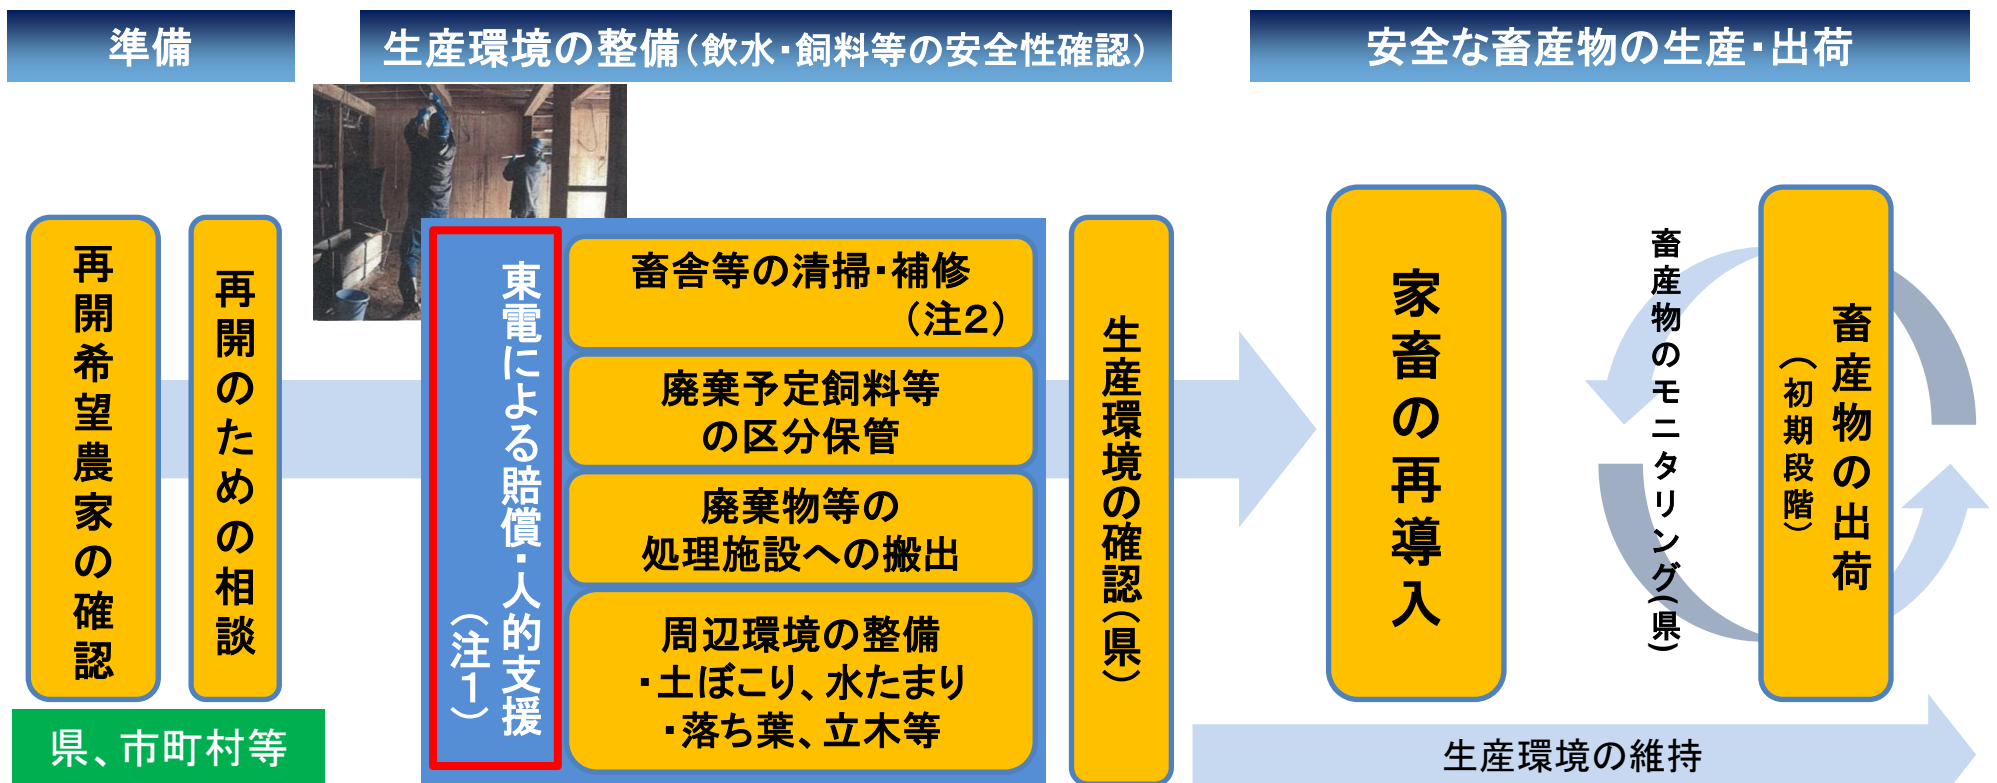 準備
生産環境の整備(飲水・飼料等の安全性確認)
安全な畜産物の生産・出荷
再開希望農家の確認
再開のための相談
県、市町村等
東電による賠償・人的支援
(注1)
畜舎等の清掃・補修
(注2)
廃棄予定飼料等
の区分保管
廃棄物等の
処理施設への搬出
周辺環境の整備
・土ぼこり、水たまり
・落ち葉、立木等
生産環境の確認(県)
家畜の再導入
畜産物のモニタリング(県)
畜産物の出荷
(初期段階)
生産環境の維持